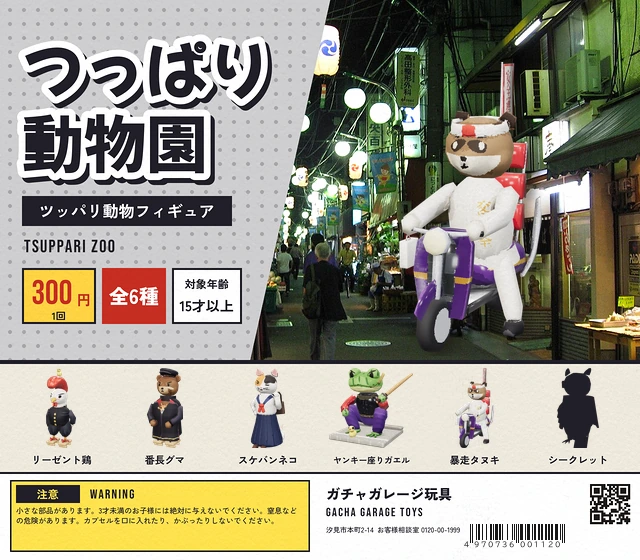 つっぱり
動物園
ツッパリ動物フィギュア
TSUPPARI ZOO
300円
1回
全6種
対象年齢
15才以上
リーゼント鶏
番長グマ
スケバンネコ
ヤンキー座りガエル
暴走タヌキ
シークレット
注意 WARNING
小さな部品があります。3才未満のお子様には絶対に与えないでください。窒息など
の危険があります。カプセルを口に入れたり、かぶったりしないでください。
ガチャガレージ玩具
GACHA GARAGE TOYS
汐見市本町2-14 お客様相談室 0120-00-1999
4 970736 001120